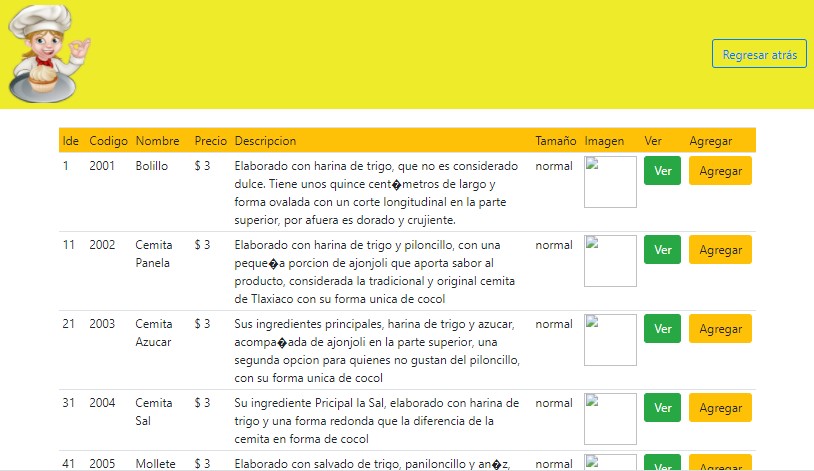 Regresar atrás
Ide Codigo Nombre Precio Descripcion Tamaño Imagen Ver Agregar
1 2001 Bolillo $ 3 Elaborado con harina de trigo, que no es considerado normal Ver Agregar
dulce. Tiene unos quince cent�metros de largo y
forma ovalada con un corte longitudinal en la parte
superior, por afuera es dorado y crujiente.
11 2002 Cemita $ 3 Elaborado con harina de trigo y piloncillo, con una normal Ver Agregar
Panela peque�a porcion de ajonjoli que aporta sabor al
producto, considerada la tradicional y original cemita
de Tlaxiaco con su forma unica de cocol
21 2003 Cemita $ 3 Sus ingredientes principales, harina de trigo y azucar, normal Ver Agregar
Azucar acompa�ada de ajonjoli en la parte superior, una
segunda opcion para quienes no gustan del piloncillo,
con su forma unica de cocol
31 2004 Cemita $ 3 Su ingrediente Pricipal la Sal, elaborado con harina de normal Ver Agregar
Sal trigo y una forma redonda que la diferencia de la
cemita en forma de cocol
41 2005 Mollete $ 3 Elaborado con salvado de trigo, paniloncillo y an�z, normal Ver Agregar